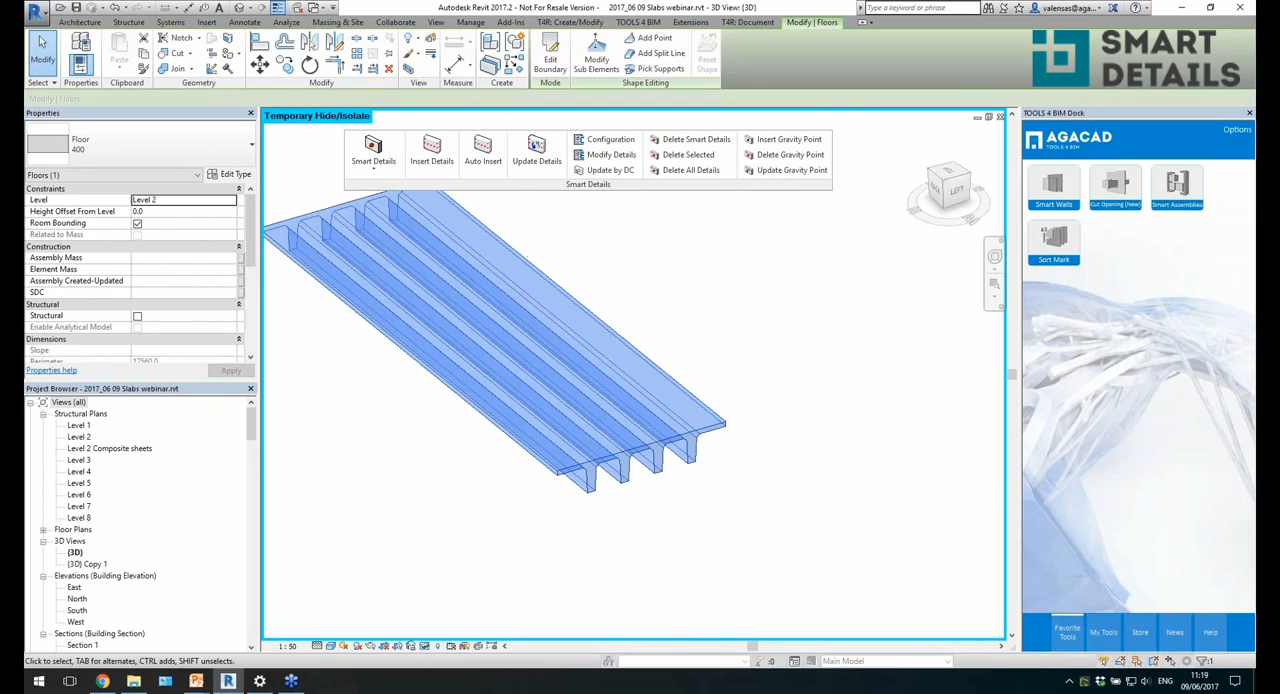 Autodesk Revit 2017.2 - Not For Resale Version - 2017_06 09 Slabs webinar.rvt - 3D View: {3D}
Type a keyword or phrase
valensas@aga...
Architecture Structure Systems Insert Annotate Analyze Massing & Site Collaborate View Manage Add-Ins T4R: Create/Modify TOOLS 4 BIM Extensions T4R: Document Modify | Floors
Modify
Properties
Paste
Notch
Cut
Join
Edit
Boundary
Modify
Sub Elements
Add Point
Add Split Line
Pick Supports
Reset
Shape
Select Properties Clipboard Geometry Modify View Measure Create Mode Shape Editing
SMART
DETAILS
Modify | Floors
Properties
Floor
400
Floors (1)
Edit Type
Constraints
Level
Level 2
Height Offset From Level
0.0
Room Bounding
Related to Mass
Construction
Assembly Mass
Element Mass
Assembly Created-Updated
SDC
Structural
Structural
Enable Analytical Model
Dimensions
Slope
Perimeter
17560.0
Properties help
Apply
Project Browser - 2017_06 09 Slabs webinar.rvt
Views (all)
Structural Plans
Level 1
Level 2
Level 2 Composite sheets
Level 3
Level 4
Level 5
Level 6
Level 7
Level 8
Floor Plans
3D Views
{3D}
{3D} Copy 1
Elevations (Building Elevation)
East
North
South
West
Sections (Building Section)
Section 1
Temporary Hide/Isolate
Smart Details
Insert Details
Auto Insert
Update Details
Configuration
Modify Details
Update by DC
Delete Smart Details
Delete Selected
Delete All Details
Insert Gravity Point
Delete Gravity Point
Update Gravity Point
Smart Details
LEFT
1 : 50
TOOLS 4 BIM Dock
AGACAD
TOOLS 4 BIM
Options
Smart Walls
Cut Opening (New)
Smart Assemblies
Sort Mark
Favorite
Tools
My Tools
Store
News
Help
Click to select, TAB for alternates, CTRL adds, SHIFT unselects.
:0
Main Model
:1
ENG
11:19
09/06/2017